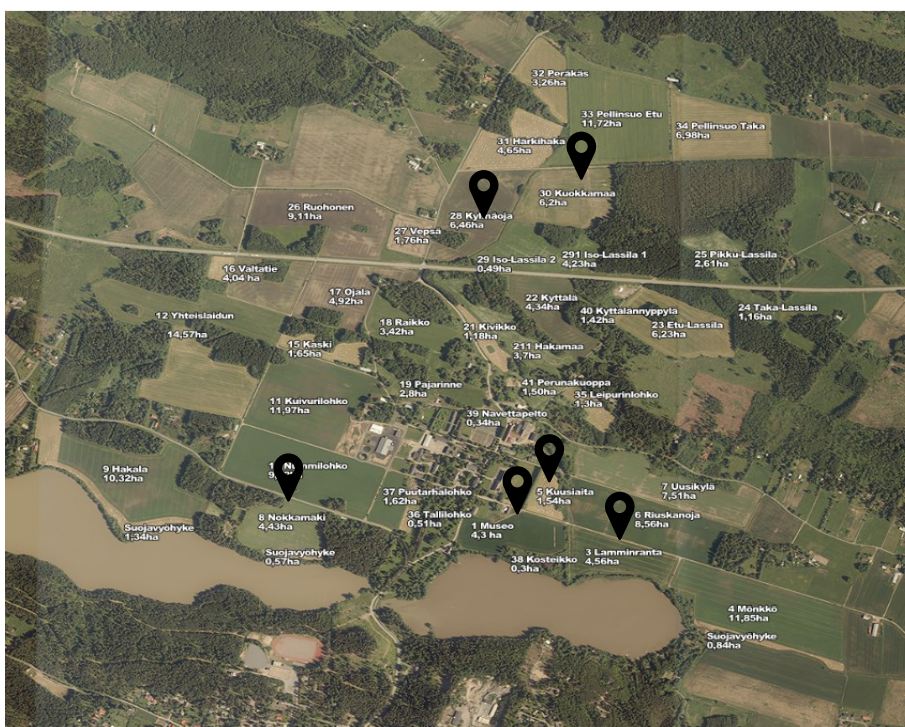 32 Peräkäs
3,26ha
33 Pellinsuo Etu
11,72ha
34 Pellinsuo Taka
6,98ha
31 Härkihaka
4,65ha
30 Kuokkamaa
6,2ha
26 Ruohonen
9,11ha
28 Kylmäoja
6,46ha
27 Vepsä
1,76ha
29 Iso-Lassila 2
0,49ha
291 Iso-Lassila 1
4,23ha
25 Pikku-Lassila
2,61ha
16 Valtatie
4,04 ha
17 Ojala
4,92ha
22 Kyttälä
4,34ha
40 Kyttälännyppylä
1,42ha
24 Taka-Lassila
1,16ha
12 Yhteislaidun
14,57ha
18 Raikko
3,42ha
21 Kivikko
1,18ha
23 Etu-Lassila
6,23ha
15 Kaski
1,65ha
211 Hakamaa
3,7ha
19 Pajarinne
2,8ha
41 Perunakuoppa
1,50ha
35 Leipurinlohko
1,3ha
11 Kuivurilohko
11,97ha
39 Navettapelto
0,34ha
9 Hakala
10,32ha
37 Puutarhalohko
1,62ha
5 Kuusiaita
1,54ha
7 Uusikylä
7,51ha
8 Nokkamäki
4,43ha
36 Tallilohko
0,51ha
1 Museo
4,3 ha
6 Riuskanoja
8,56ha
Suojavyöhyke
1,34ha
Suojavyöhyke
0,57ha
38 Kosteikko
0,3ha
3 Lamminranta
4,56ha
4 Mönkkö
11,85ha
Suojavyöhyke
0,84ha